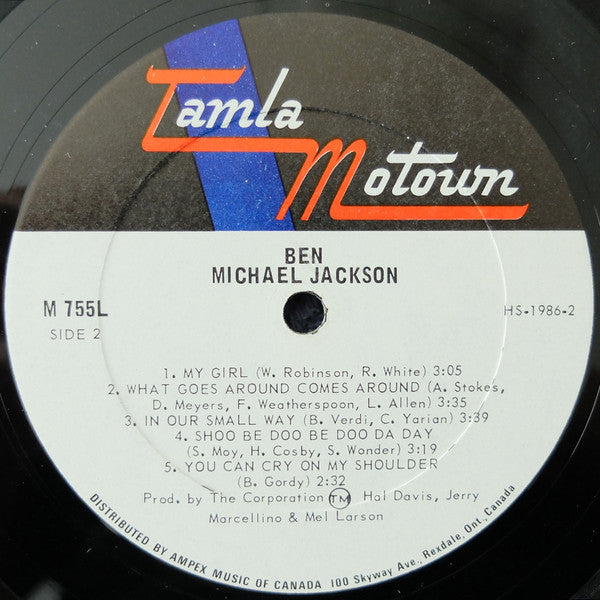 Tamla
Motown
BEN
MICHAEL JACKSON
M 755L
HS-1986-2
SIDE 2
1. MY GIRL (W. Robinson, R. White) 3:05
2. WHAT GOES AROUND COMES AROUND (A. Stokes,
D. Meyers, F. Weatherspoon, L. Allen) 3:35
3. IN OUR SMALL WAY (B. Verdi, C. Yarian) 3:39
4. SHOO BE DOO BE DOO DA DAY
(S. Moy, H. Cosby, S. Wonder) 3:19
5. YOU CAN CRY ON MY SHOULDER
(B. Gordy) 2:32
Prod. by The Corporation TM Hal Davis, Jerry
Marcellino & Mel Larson
DISTRIBUTED BY AMPEX MUSIC OF CANADA 100 Skyway Ave., Rexdale, Ont., Canada